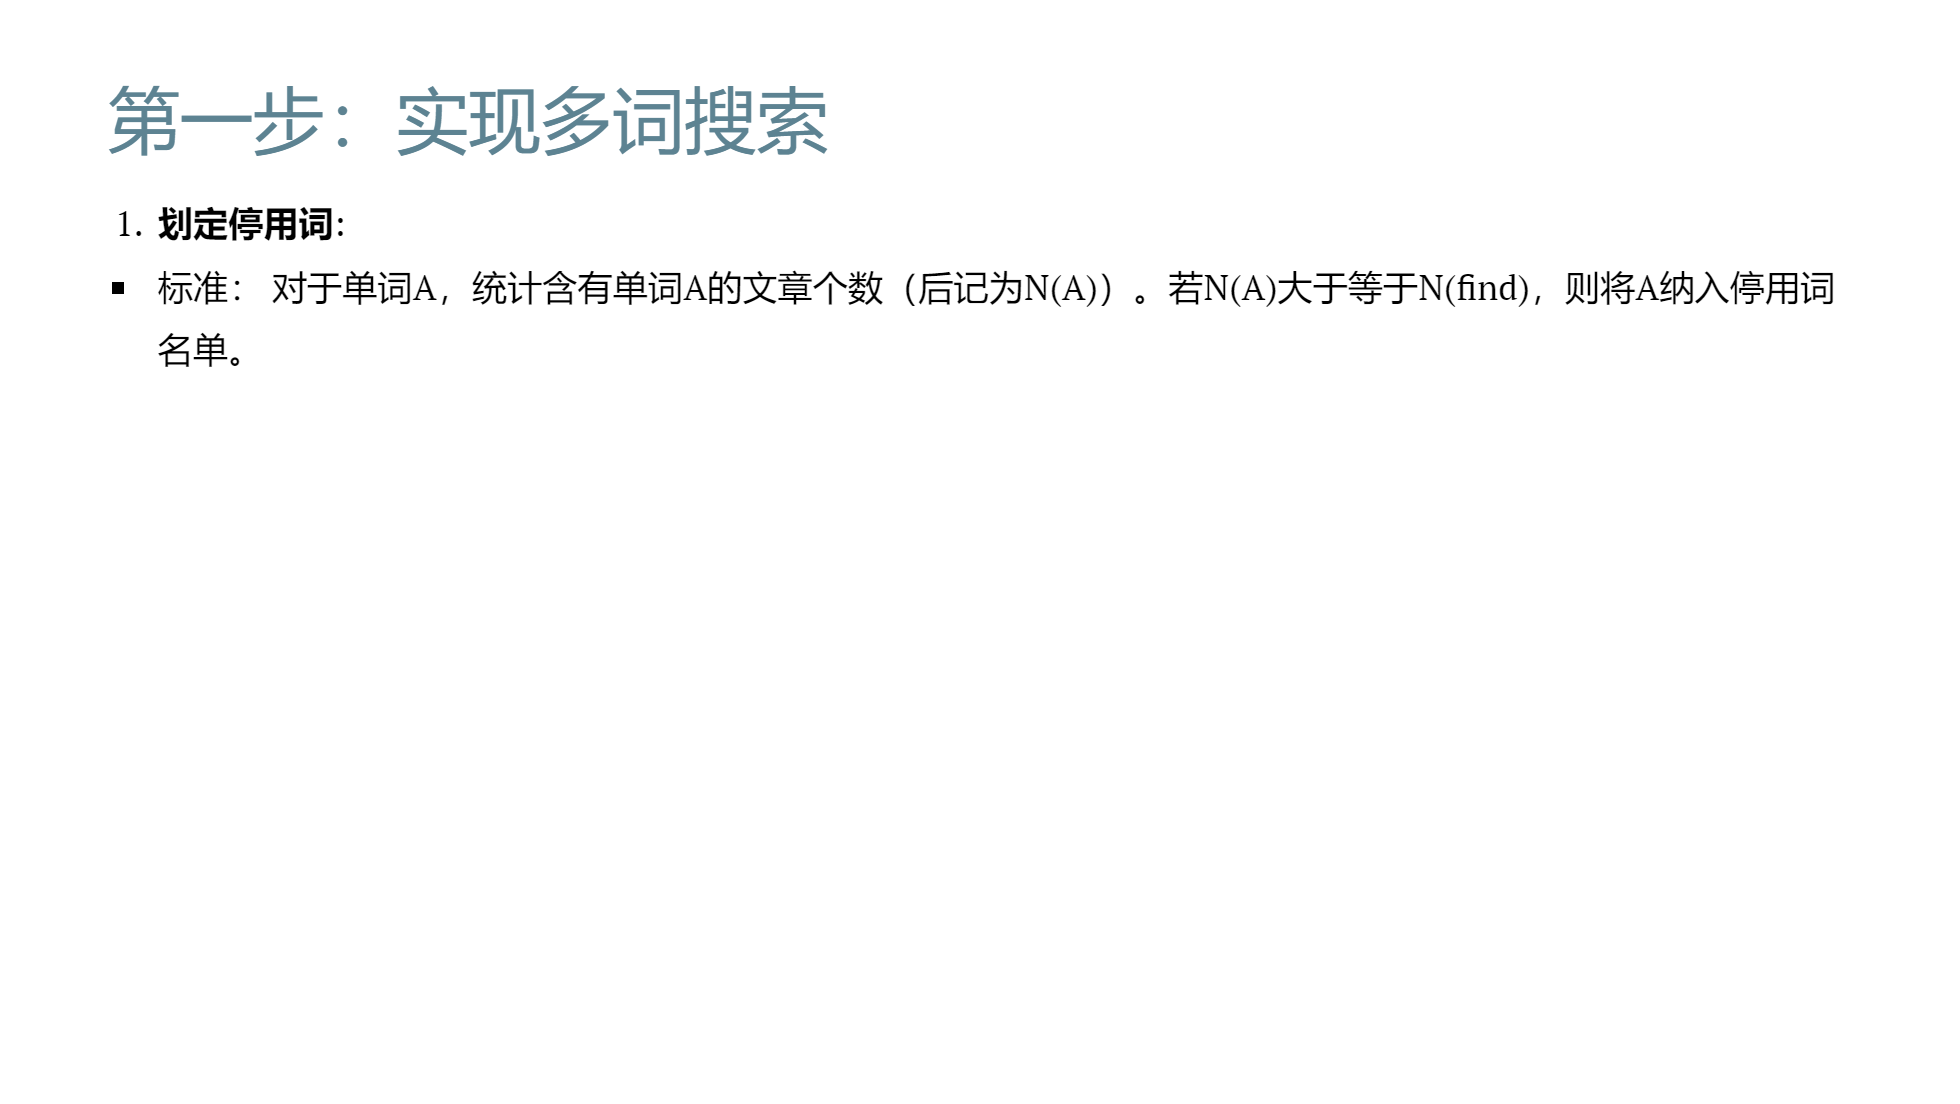 第一步：实现多词搜索
1. 划定停用词：
▪ 标准： 对于单词A，统计含有单词A的文章个数（后记为N(A)）。若N(A)大于等于N(find)，则将A纳入停用词
名单。